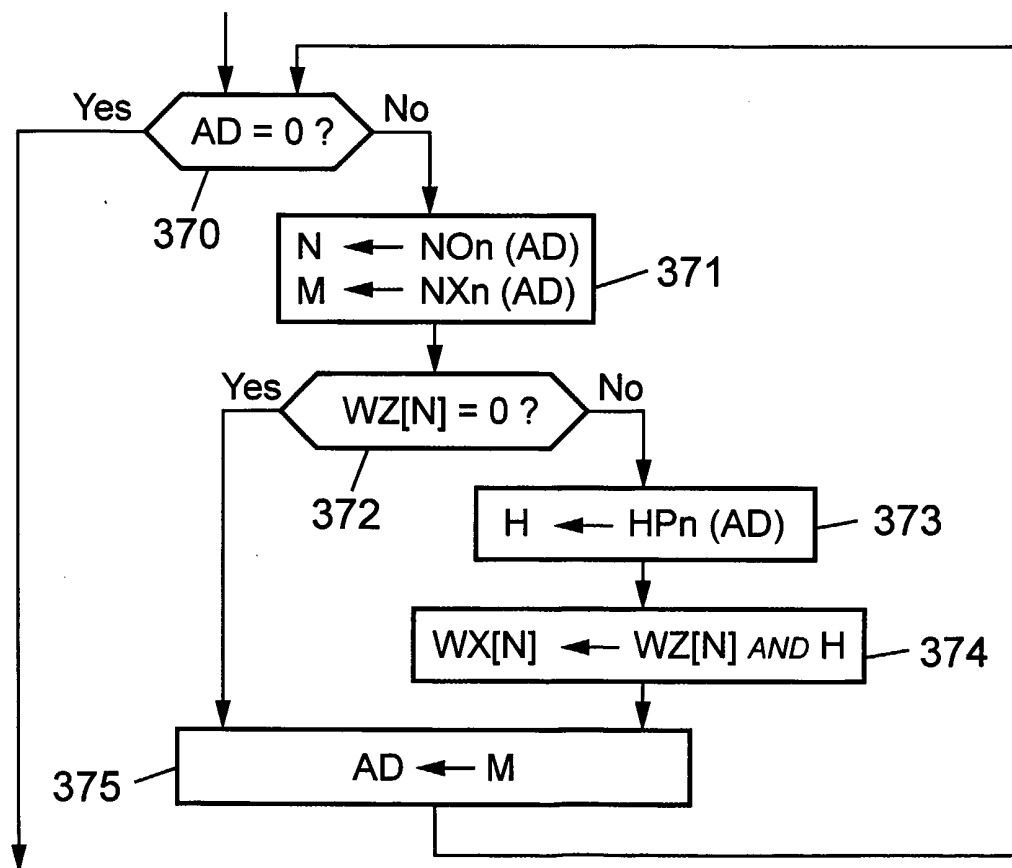 Yes
No
AD = 0 ?
370
N ← NOn (AD)
M ← NXn (AD)
371
Yes
No
WZ[N] = 0 ?
372
H ← HPn (AD)
373
WX[N] ← WZ[N] AND H
374
AD ← M
375